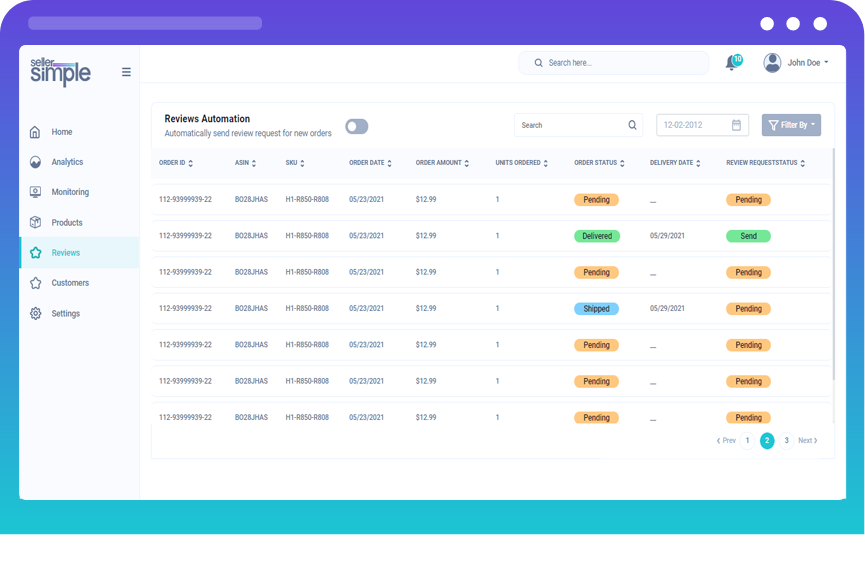 seller
simple
Search here...
10
John Doe
Home
Analytics
Monitoring
Products
Reviews
Customers
Settings
Reviews Automation
Automatically send review request for new orders
Search
12-02-2012
Filter By
ORDER ID ASIN SKU ORDER DATE ORDER AMOUNT UNITS ORDERED ORDER STATUS DELIVERY DATE REVIEW REQUESTSTATUS
112-93999939-22 BO28JHAS H1-R850-R808 05/23/2021 $12.99 1 Pending __ Pending
112-93999939-22 BO28JHAS H1-R850-R808 05/23/2021 $12.99 1 Delivered 05/29/2021 Send
112-93999939-22 BO28JHAS H1-R850-R808 05/23/2021 $12.99 1 Pending __ Pending
112-93999939-22 BO28JHAS H1-R850-R808 05/23/2021 $12.99 1 Shipped 05/29/2021 Pending
112-93999939-22 BO28JHAS H1-R850-R808 05/23/2021 $12.99 1 Pending __ Pending
112-93999939-22 BO28JHAS H1-R850-R808 05/23/2021 $12.99 1 Pending __ Pending
112-93999939-22 BO28JHAS H1-R850-R808 05/23/2021 $12.99 1 Pending __ Pending
Prev 1 2 3 Next